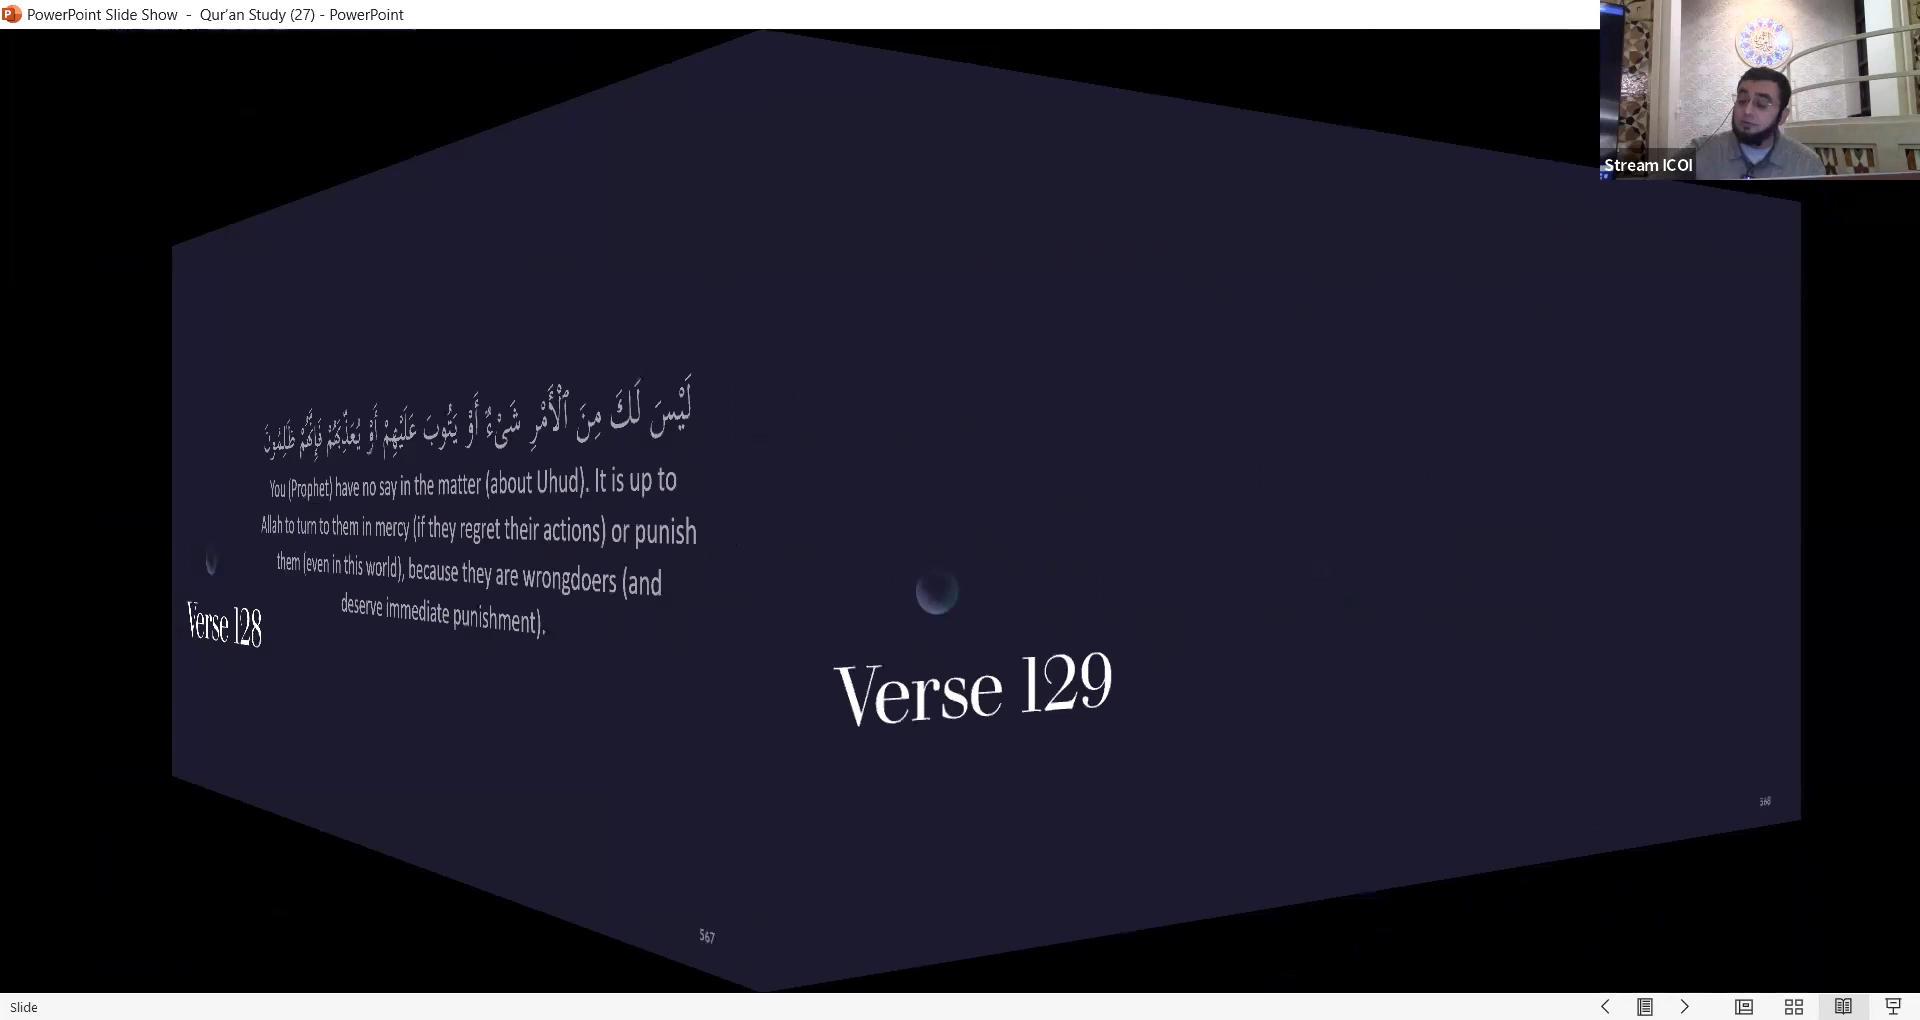 PowerPoint Slide Show - Qur’an Study (27) - PowerPoint
Stream ICOI
لَيْسَ لَكَ مِنَ ٱلْأَمْرِ شَىْءٌ أَوْ يَتُوبَ عَلَيْهِمْ أَوْ يُعَذِّبَهُمْ فَإِنَّهُمْ ظَـٰلِمُونَ
You (Prophet) have no say in the matter (about Uhud). It is up to
Allah to turn to them in mercy (if they regret their actions) or punish
them (even in this world), because they are wrongdoers (and
deserve immediate punishment).
Verse 128
Verse 129
568
567
Slide